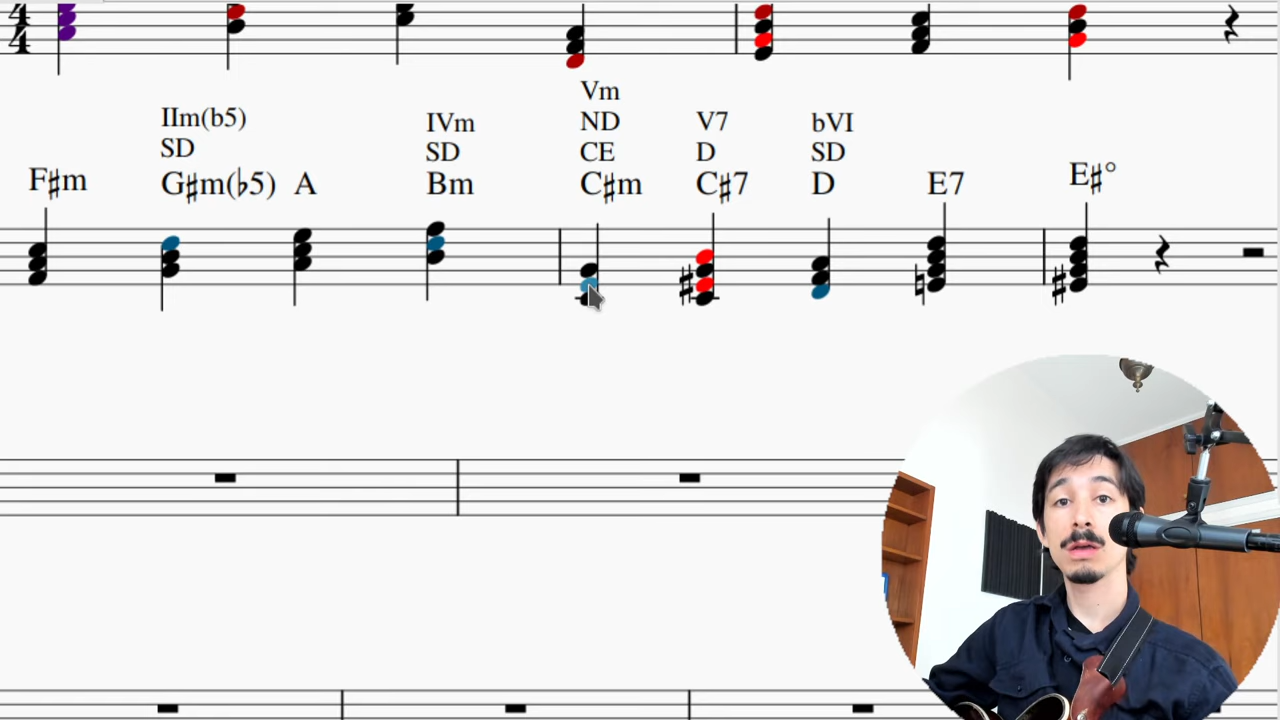 4
4
Vm
IIm(b5) IVm ND V7 bVI
SD SD CE D SD
F♯m G♯m(♭5) A Bm C♯m C♯7 D E7 E♯°